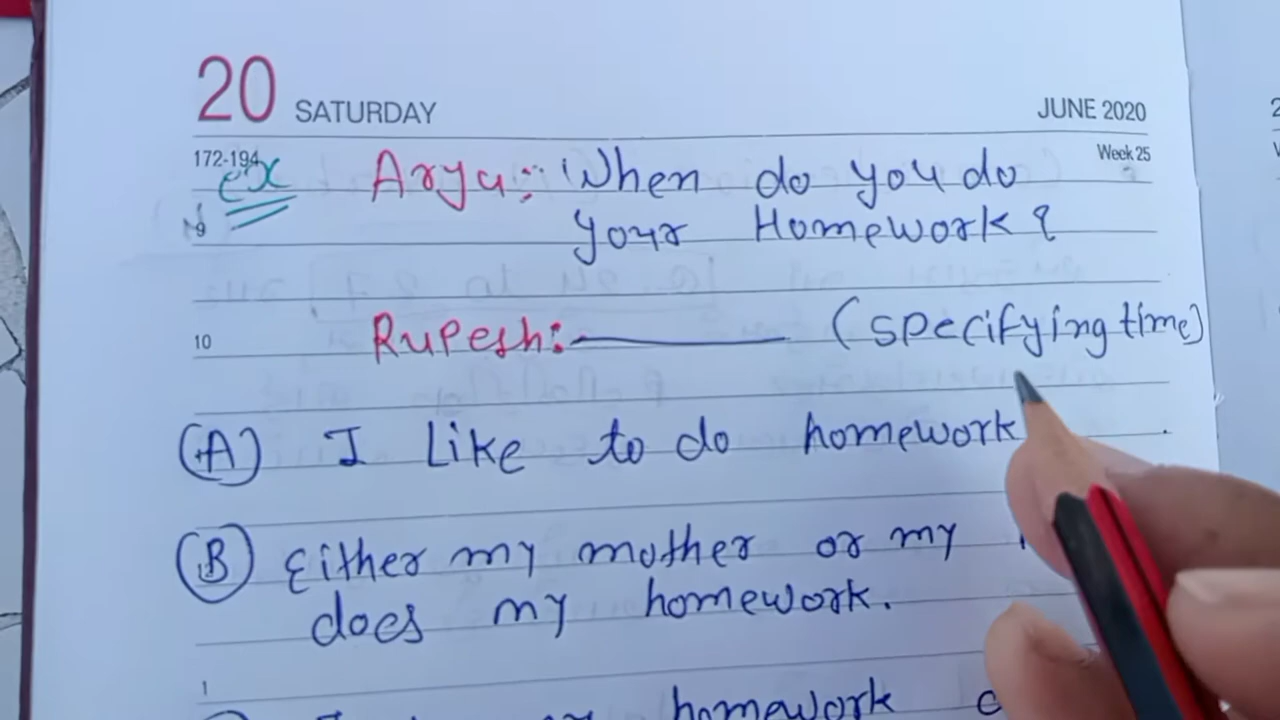 20 SATURDAY JUNE 2020
172-194 Week 25
ex Arya: When do you do
9 your Homework?
10 Rupesh: (specifying time)
(A) I Like to do homework .
(B) Either my mother or my
does my homework.
1
homework